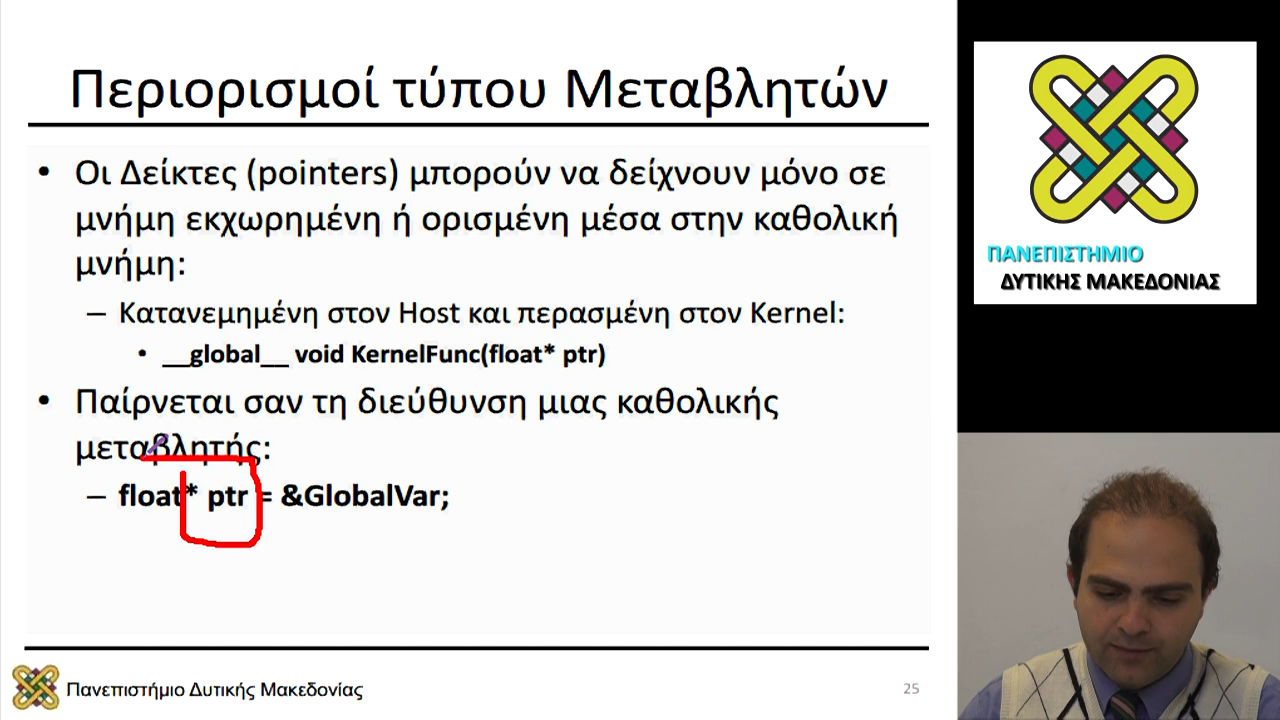 Περιορισμοί τύπου Μεταβλητών
• Οι Δείκτες (pointers) μπορούν να δείχνουν μόνο σε
μνήμη εκχωρημένη ή ορισμένη μέσα στην καθολική
μνήμη:
– Κατανεμημένη στον Host και περασμένη στον Kernel:
• __global__ void KernelFunc(float* ptr)
• Παίρνεται σαν τη διεύθυνση μιας καθολικής
μεταβλητής:
– float* ptr = &GlobalVar;
Πανεπιστήμιο Δυτικής Μακεδονίας
25
ΠΑΝΕΠΙΣΤΗΜΙΟ
ΔΥΤΙΚΗΣ ΜΑΚΕΔΟΝΙΑΣ